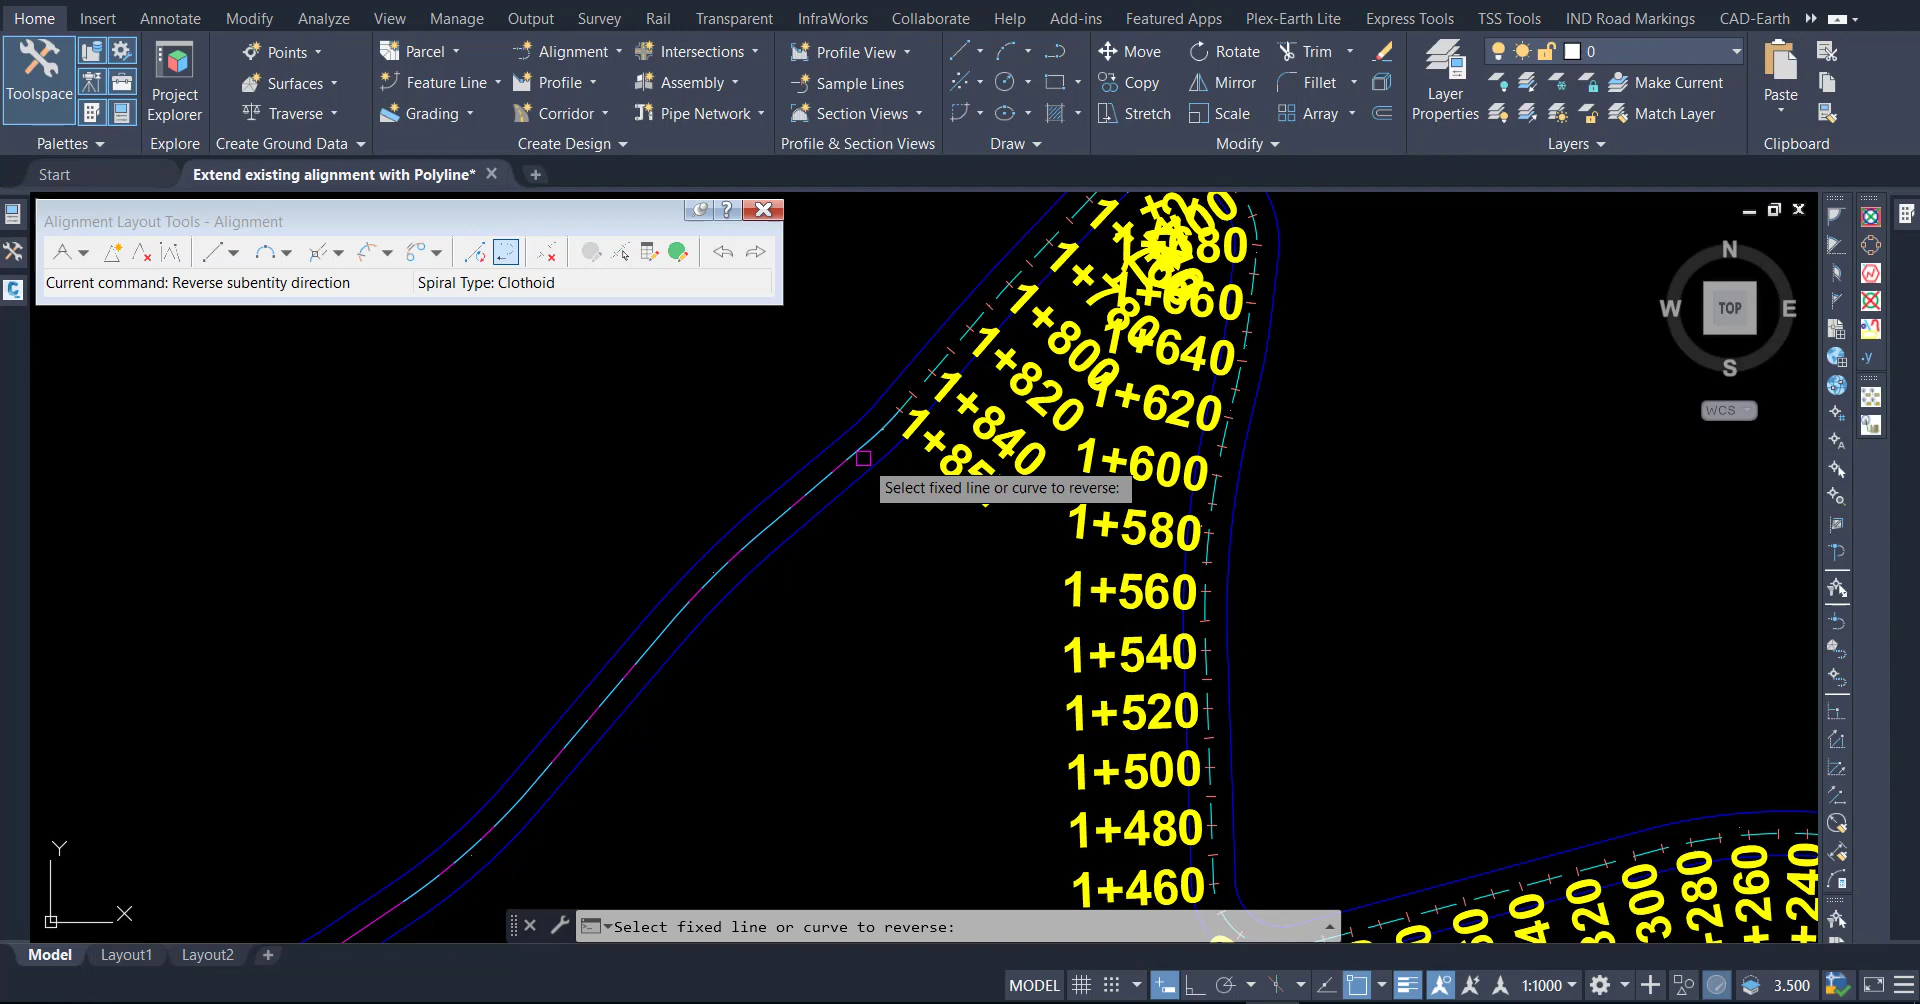 Home Insert Annotate Modify Analyze View Manage Output Survey Rail Transparent InfraWorks Collaborate Help Add-ins Featured Apps Plex-Earth Lite Express Tools TSS Tools IND Road Markings CAD-Earth
Toolspace
Project Explorer
Points
Surfaces
Traverse
Parcel
Feature Line
Grading
Alignment
Profile
Corridor
Intersections
Assembly
Pipe Network
Profile View
Sample Lines
Section Views
Move
Copy
Stretch
Rotate
Mirror
Scale
Trim
Fillet
Array
Layer Properties
0
Make Current
Match Layer
Paste
Palettes Explore Create Ground Data Create Design Profile & Section Views Draw Modify Layers Clipboard
Start Extend existing alignment with Polyline*
Alignment Layout Tools - Alignment
Current command: Reverse subentity direction Spiral Type: Clothoid
N
W TOP E
S
WCS
1+660
1+640
1+620
1+600
1+580
1+560
1+540
1+520
1+500
1+480
1+460
1+800
1+820
1+840
Select fixed line or curve to reverse:
+280
+260
+240
Y
X
Select fixed line or curve to reverse:
Model Layout1 Layout2
MODEL 1:1000 3.500